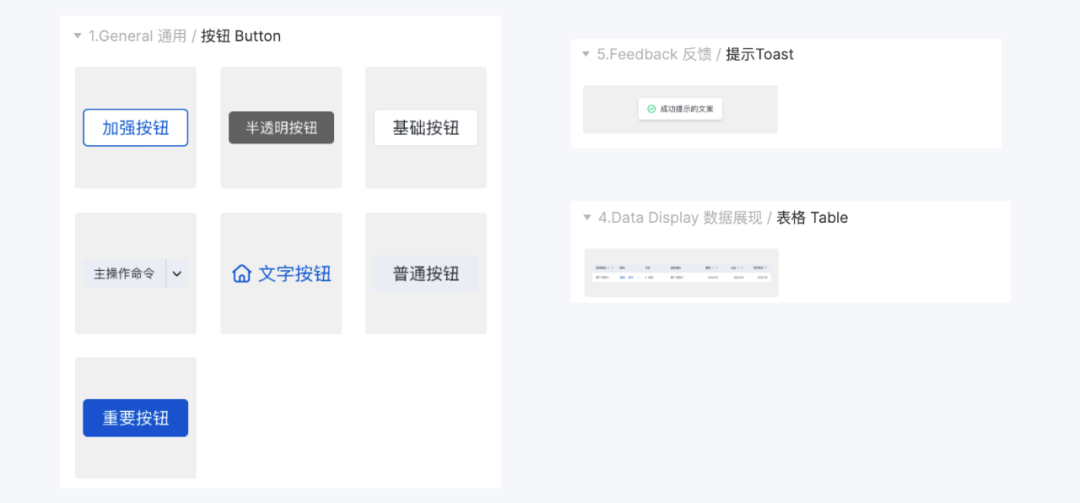 1.General 通用 / 按钮 Button
加强按钮
半透明按钮
基础按钮
主操作命令
文字按钮
普通按钮
重要按钮
5.Feedback 反馈 / 提示Toast
成功提示的文案
4.Data Display 数据展现 / 表格 Table